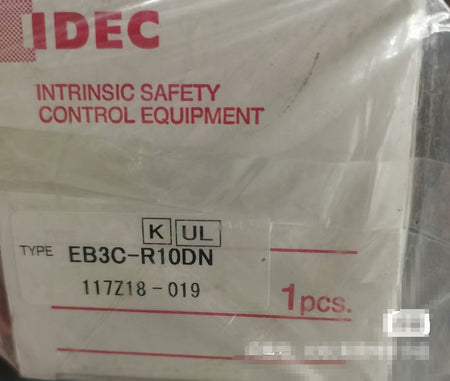 IDEC
INTRINSIC SAFETY
CONTROL EQUIPMENT
K UL
TYPE EB3C-R10DN
117Z18-019
1pcs.